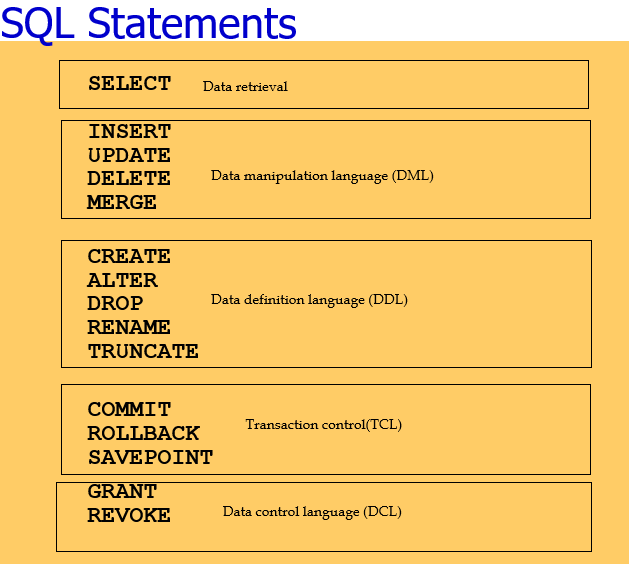 SQL Statements
SELECT Data retrieval
INSERT
UPDATE
DELETE Data manipulation language (DML)
MERGE
CREATE
ALTER
DROP Data definition language (DDL)
RENAME
TRUNCATE
COMMIT
ROLLBACK Transaction control(TCL)
SAVEPOINT
GRANT
REVOKE Data control language (DCL)